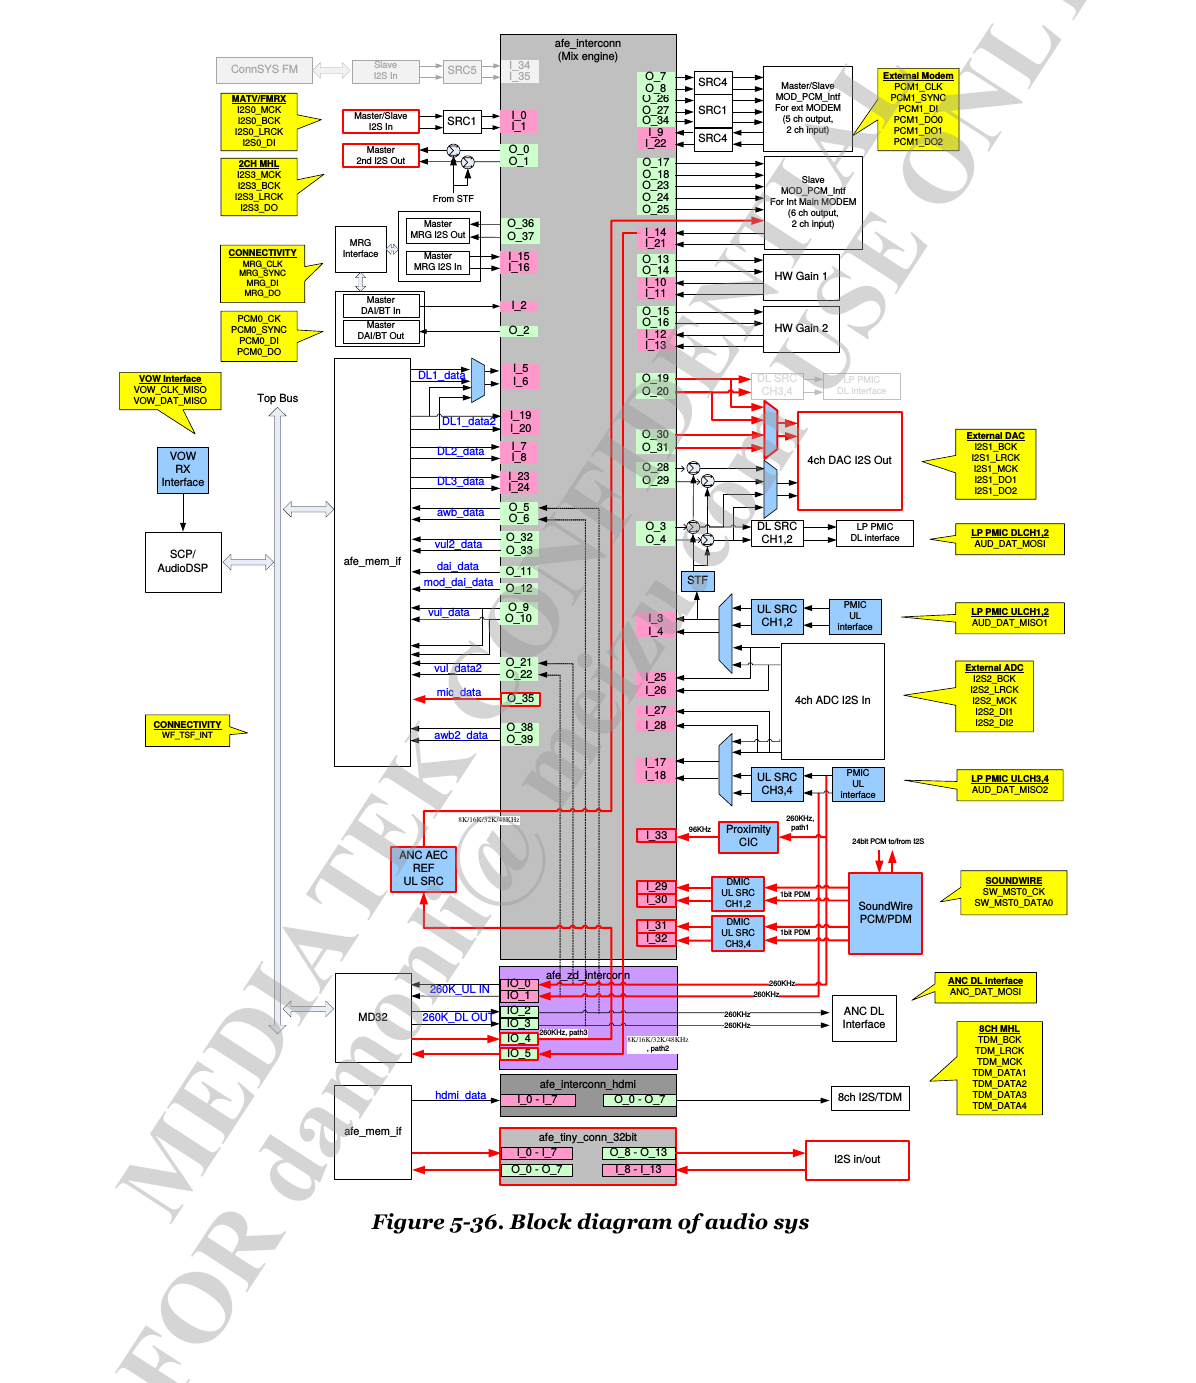 afe_interconn
(Mix engine)
ConnSYS FM
Slave
I2S In
SRC5
I_34
I_35
MATV/FMRX
I2S0_MCK
I2S0_BCK
I2S0_LRCK
I2S0_DI
Master/Slave
I2S In
SRC1
I_0
I_1
Master
2nd I2S Out
O_0
O_1
2CH MHL
I2S3_MCK
I2S3_BCK
I2S3_LRCK
I2S3_DO
From STF
MRG
Interface
Master
MRG I2S Out
Master
MRG I2S In
O_36
O_37
I_15
I_16
CONNECTIVITY
MRG_CLK
MRG_SYNC
MRG_DI
MRG_DO
Master
DAI/BT In
Master
DAI/BT Out
I_2
O_2
PCM0_CK
PCM0_SYNC
PCM0_DI
PCM0_DO
VOW Interface
VOW_CLK_MISO
VOW_DAT_MISO
Top Bus
VOW
RX
Interface
SCP/
AudioDSP
afe_mem_if
DL1_data
I_5
I_6
DL1_data2
I_19
I_20
DL2_data
I_7
I_8
DL3_data
I_23
I_24
awb_data
O_5
O_6
vul2_data
O_32
O_33
dai_data
O_11
mod_dai_data
O_12
vul_data
O_9
O_10
vul_data2
O_21
O_22
mic_data
O_35
awb2_data
O_38
O_39
CONNECTIVITY
WF_TSF_INT
8K/16K/32K/48KHz
ANC AEC
REF
UL SRC
O_7
O_8
O_26
O_27
O_34
I_9
I_22
SRC4
SRC1
SRC4
Master/Slave
MOD_PCM_Intf
For ext MODEM
(5 ch output,
2 ch input)
External Modem
PCM1_CLK
PCM1_SYNC
PCM1_DI
PCM1_DO0
PCM1_DO1
PCM1_DO2
O_17
O_18
O_23
O_24
O_25
I_14
I_21
Slave
MOD_PCM_Intf
For Int Main MODEM
(6 ch output,
2 ch input)
O_13
O_14
I_10
I_11
HW Gain 1
O_15
O_16
I_12
I_13
HW Gain 2
O_19
O_20
DL SRC
CH3,4
LP PMIC
DL Interface
O_30
O_31
4ch DAC I2S Out
External DAC
I2S1_BCK
I2S1_LRCK
I2S1_MCK
I2S1_DO1
I2S1_DO2
O_28
O_29
O_3
O_4
DL SRC
CH1,2
LP PMIC
DL interface
LP PMIC DLCH1,2
AUD_DAT_MOSI
STF
I_3
I_4
UL SRC
CH1,2
PMIC
UL
interface
LP PMIC ULCH1,2
AUD_DAT_MISO1
I_25
I_26
I_27
I_28
4ch ADC I2S In
External ADC
I2S2_BCK
I2S2_LRCK
I2S2_MCK
I2S2_DI1
I2S2_DI2
I_17
I_18
UL SRC
CH3,4
PMIC
UL
interface
LP PMIC ULCH3,4
AUD_DAT_MISO2
I_33
96KHz
Proximity
CIC
260KHz,
path1
24bit PCM to/from I2S
I_29
I_30
DMIC
UL SRC
CH1,2
1bit PDM
I_31
I_32
DMIC
UL SRC
CH3,4
1bit PDM
SoundWire
PCM/PDM
SOUNDWIRE
SW_MST0_CK
SW_MST0_DATA0
afe_zd_interconn
MD32
260K_UL IN
IO_0
IO_1
260K_DL OUT
IO_2
IO_3
IO_4
IO_5
260KHz, path3
260KHz
260KHz
260KHz
260KHz
8K/16K/32K/48KHz
, path2
ANC DL
Interface
ANC DL Interface
ANC_DAT_MOSI
afe_interconn_hdmi
hdmi_data
I_0 - I_7
O_0 - O_7
8ch I2S/TDM
8CH MHL
TDM_BCK
TDM_LRCK
TDM_MCK
TDM_DATA1
TDM_DATA2
TDM_DATA3
TDM_DATA4
afe_mem_if
afe_tiny_conn_32bit
I_0 - I_7
O_8 - O_13
O_0 - O_7
I_8 - I_13
I2S in/out
Figure 5-36. Block diagram of audio sys
MEDIATEK CONFIDENTIAL
FOR damonli@meizu.com USE ONLY